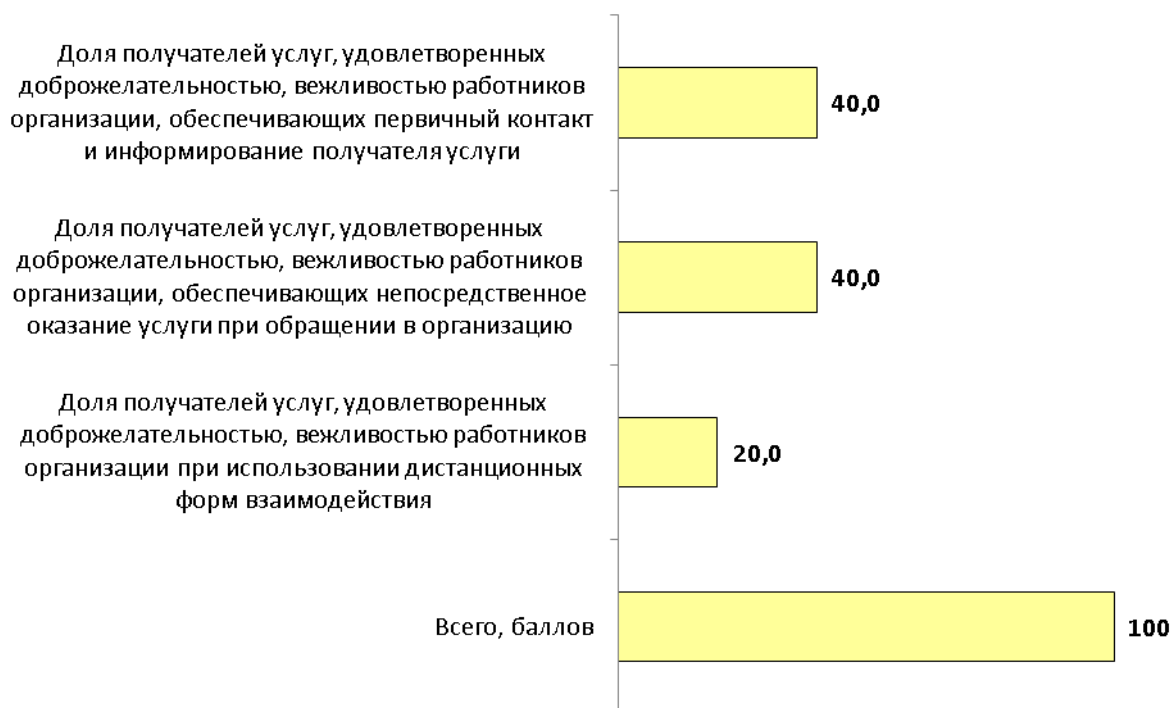 Доля получателей услуг, удовлетворенных
доброжелательностью, вежливостью работников
организации, обеспечивающих первичный контакт
и информирование получателя услуги
40,0
Доля получателей услуг, удовлетворенных
доброжелательностью, вежливостью работников
организации, обеспечивающих непосредственное
оказание услуги при обращении в организацию
40,0
Доля получателей услуг, удовлетворенных
доброжелательностью, вежливостью работников
организации при использовании дистанционных
форм взаимодействия
20,0
Всего, баллов
100